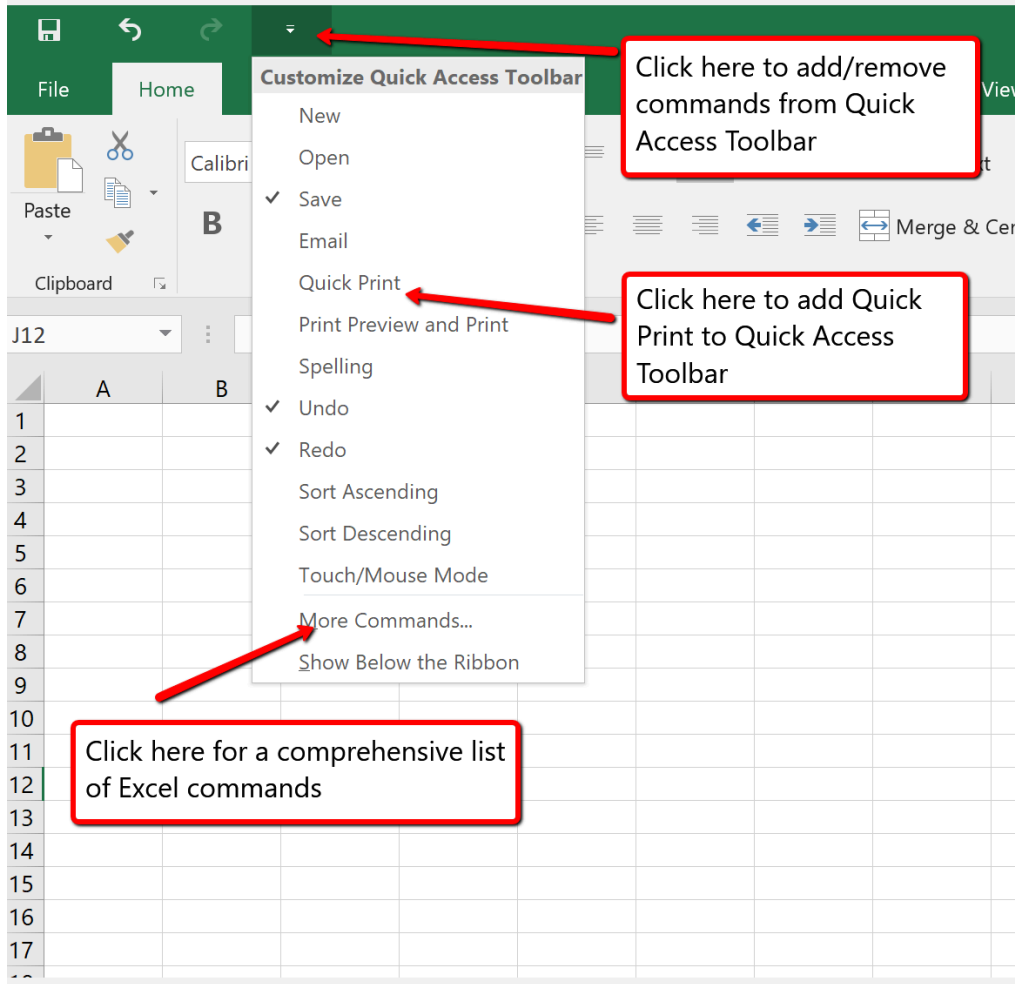 File
Home
View
Customize Quick Access Toolbar
New
Open
Save
Email
Quick Print
Print Preview and Print
Spelling
Undo
Redo
Sort Ascending
Sort Descending
Touch/Mouse Mode
More Commands...
Show Below the Ribbon
Click here to add/remove
commands from Quick
Access Toolbar
Click here to add Quick
Print to Quick Access
Toolbar
Click here for a comprehensive list
of Excel commands
Paste
Clipboard
Calibri
B
Merge & Cen
J12
A B
1
2
3
4
5
6
7
8
9
10
11
12
13
14
15
16
17